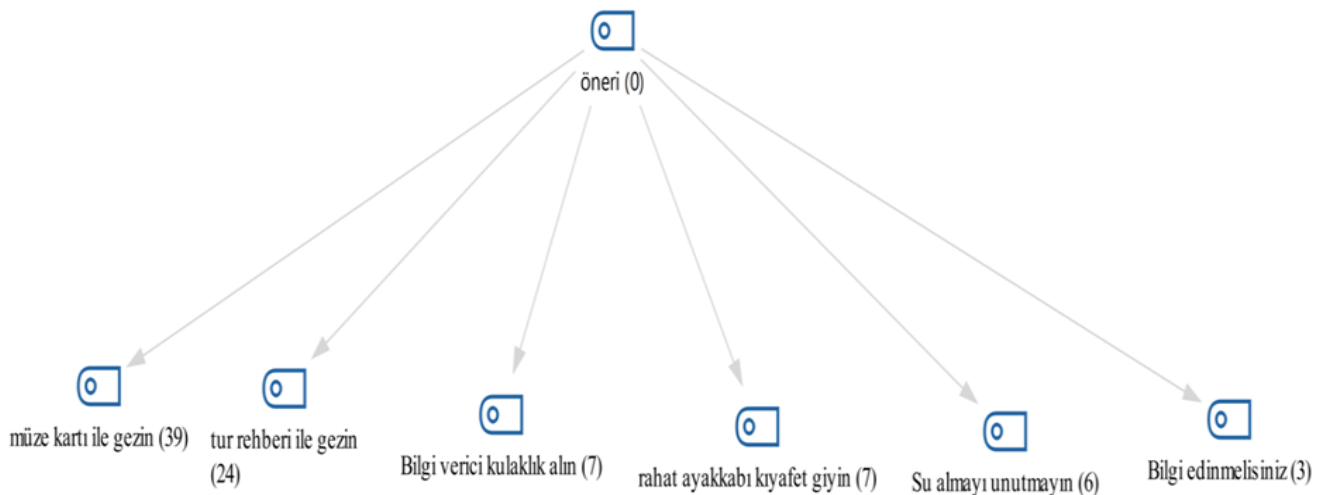 öneri (0)
müze kartı ile gezin (39)
tur rehberi ile gezin
(24)
Bilgi verici kulaklık alın (7)
rahat ayakkabı kıyafet giyin (7)
Su almayı unutmayın (6)
Bilgi edinmelisiniz (3)